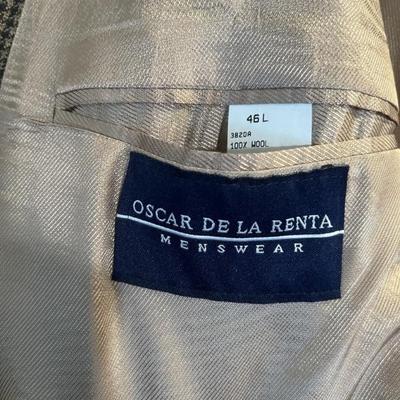 46 L
3820A
100% WOOL
OSCAR DE LA RENTA
MENSWEAR